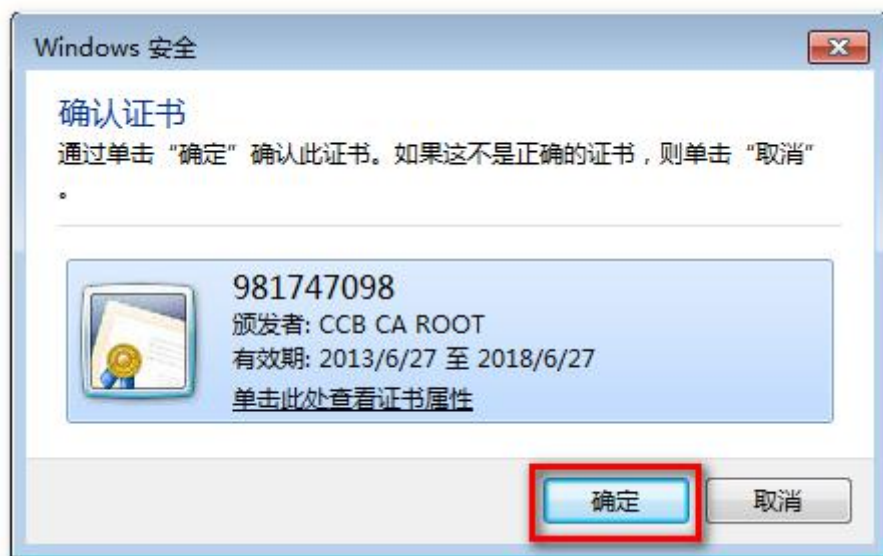 Windows 安全
确认证书
通过单击“确定”确认此证书。如果这不是正确的证书，则单击“取消”
。
981747098
颁发者: CCB CA ROOT
有效期: 2013/6/27 至 2018/6/27
单击此处查看证书属性
确定 取消